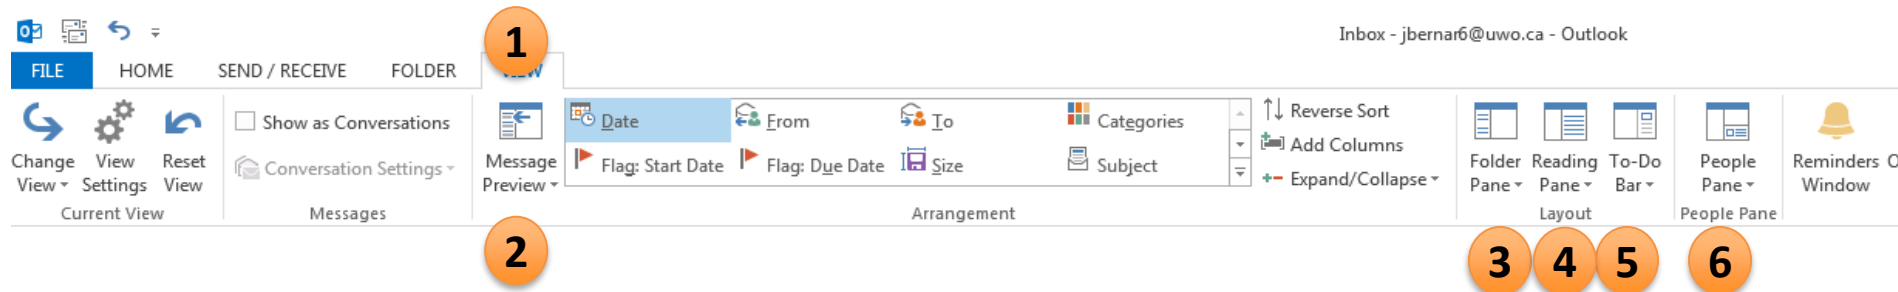 1
Inbox - jbernar6@uwo.ca - Outlook
FILE HOME SEND / RECEIVE FOLDER VIEW
Change View
View Settings
Reset View
Current View
Show as Conversations
Conversation Settings
Messages
Message Preview
Date From To Categories
Flag: Start Date Flag: Due Date Size Subject
Reverse Sort
Add Columns
Expand/Collapse
Arrangement
Folder Pane
Reading Pane
To-Do Bar
Layout
People Pane
People Pane
Reminders Window
2
3 4 5 6